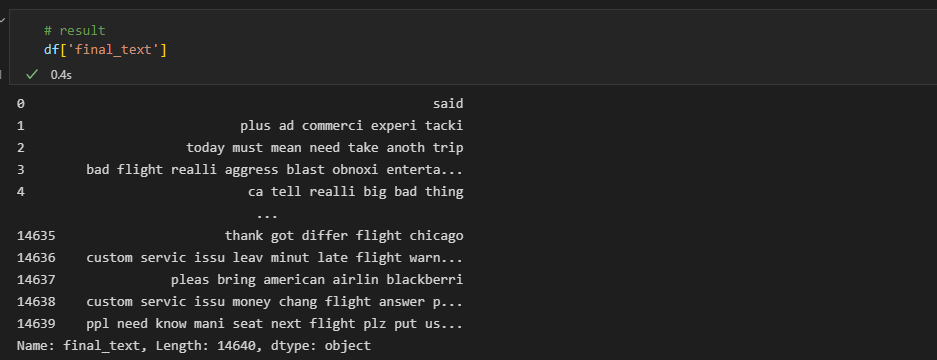 # result
df['final_text']
0.4s
0 said
1 plus ad commerci experi tacki
2 today must mean need take anoth trip
3 bad flight realli aggress blast obnoxi enterta...
4 ca tell realli big bad thing
...
14635 thank got differ flight chicago
14636 custom servic issu leav minut late flight warn...
14637 pleas bring american airlin blackberri
14638 custom servic issu money chang flight answer p...
14639 ppl need know mani seat next flight plz put us...
Name: final_text, Length: 14640, dtype: object